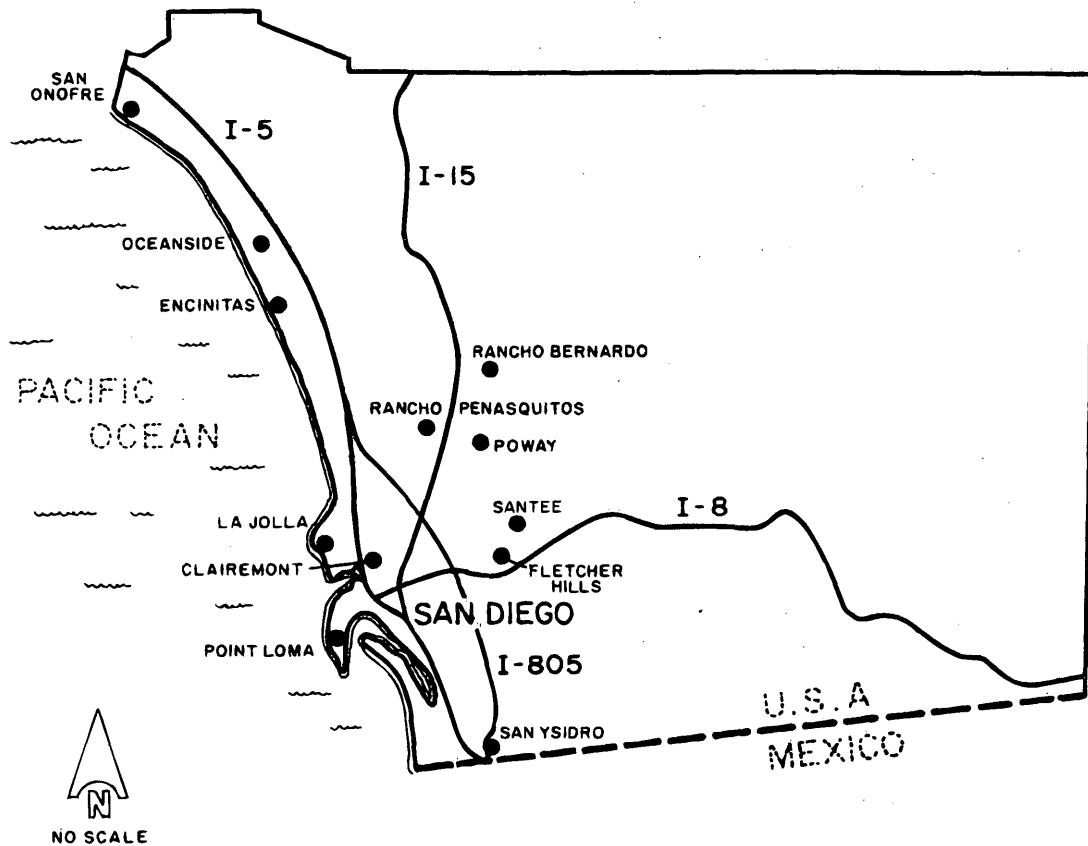 SAN
ONOFRE
I-5
I-15
OCEANSIDE
ENCINITAS
RANCHO BERNARDO
PACIFIC
OCEAN
RANCHO PENASQUITOS
POWAY
SANTEE
I-8
LA JOLLA
CLAIREMONT
FLETCHER
HILLS
SAN DIEGO
POINT LOMA
I-805
U.S.A
SAN YSIDRO
MEXICO
N
NO SCALE